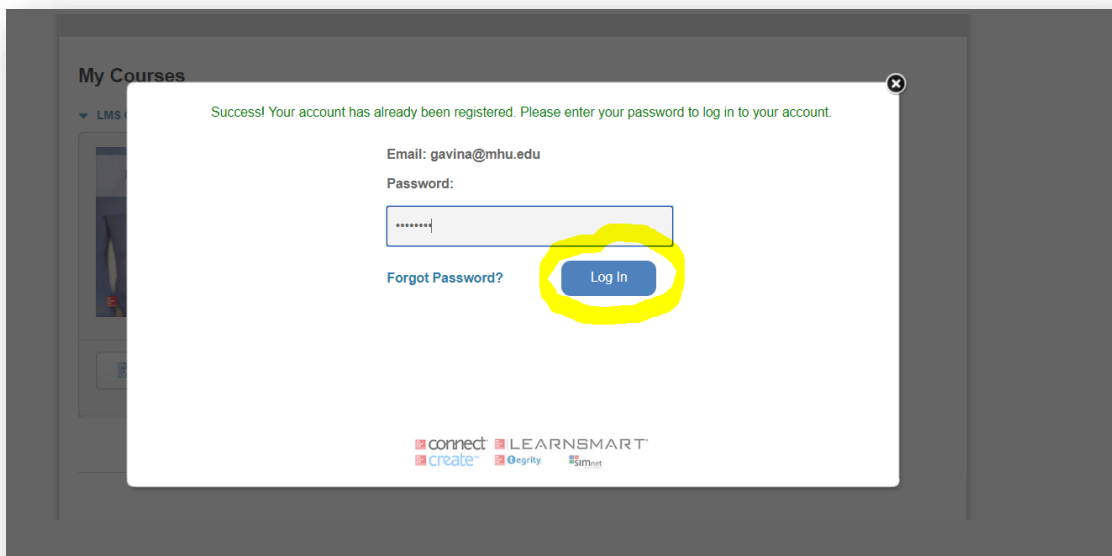 My Courses
LMS
Success! Your account has already been registered. Please enter your password to log in to your account.
Email: gavina@mhu.edu
Password:
••••••••
Forgot Password?
Log In
connect LEARNSMART
create tegrity SIMnet